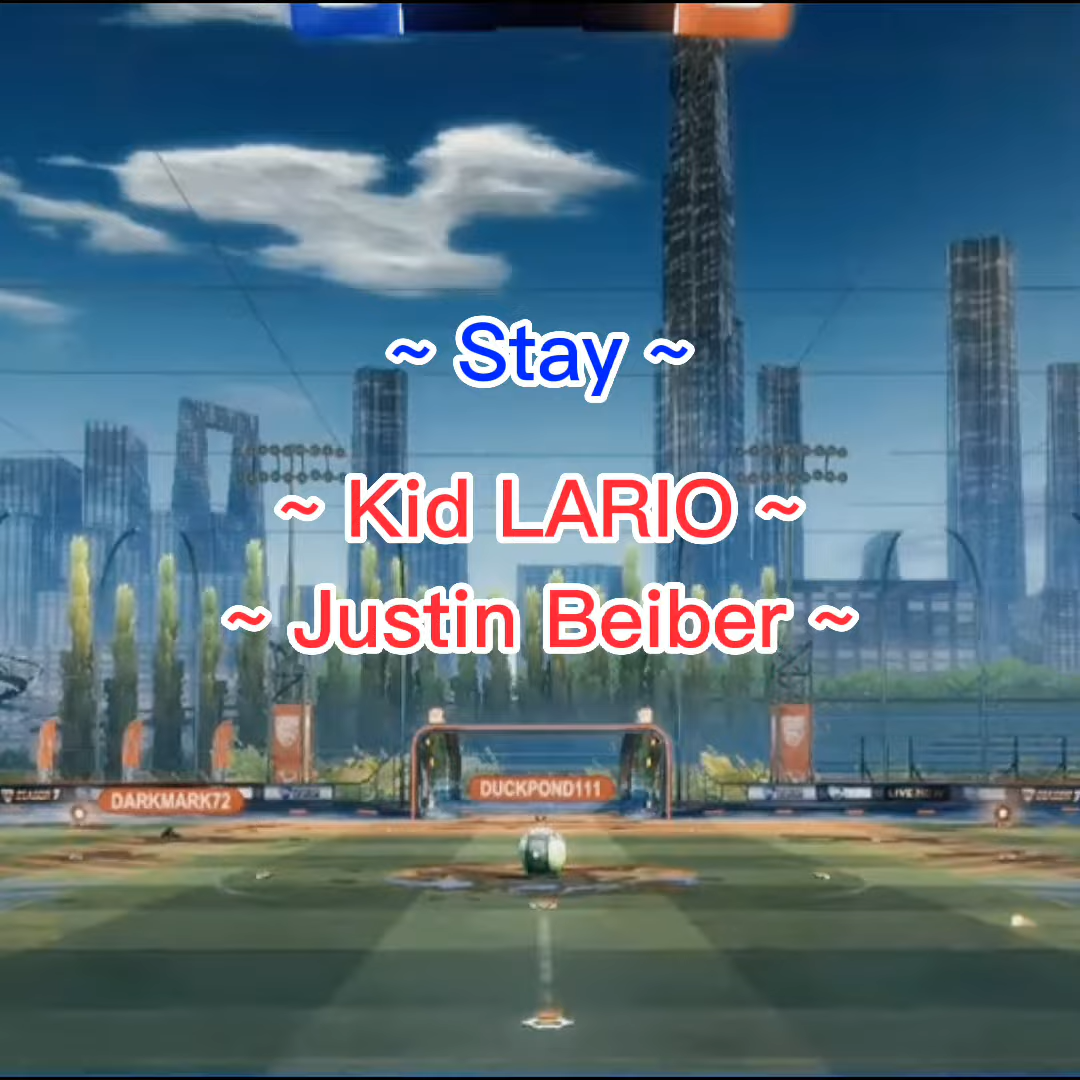 ~ Stay ~
~ Kid LARIO ~
~ Justin Beiber ~
DUCKPOND111
DARKMARK72